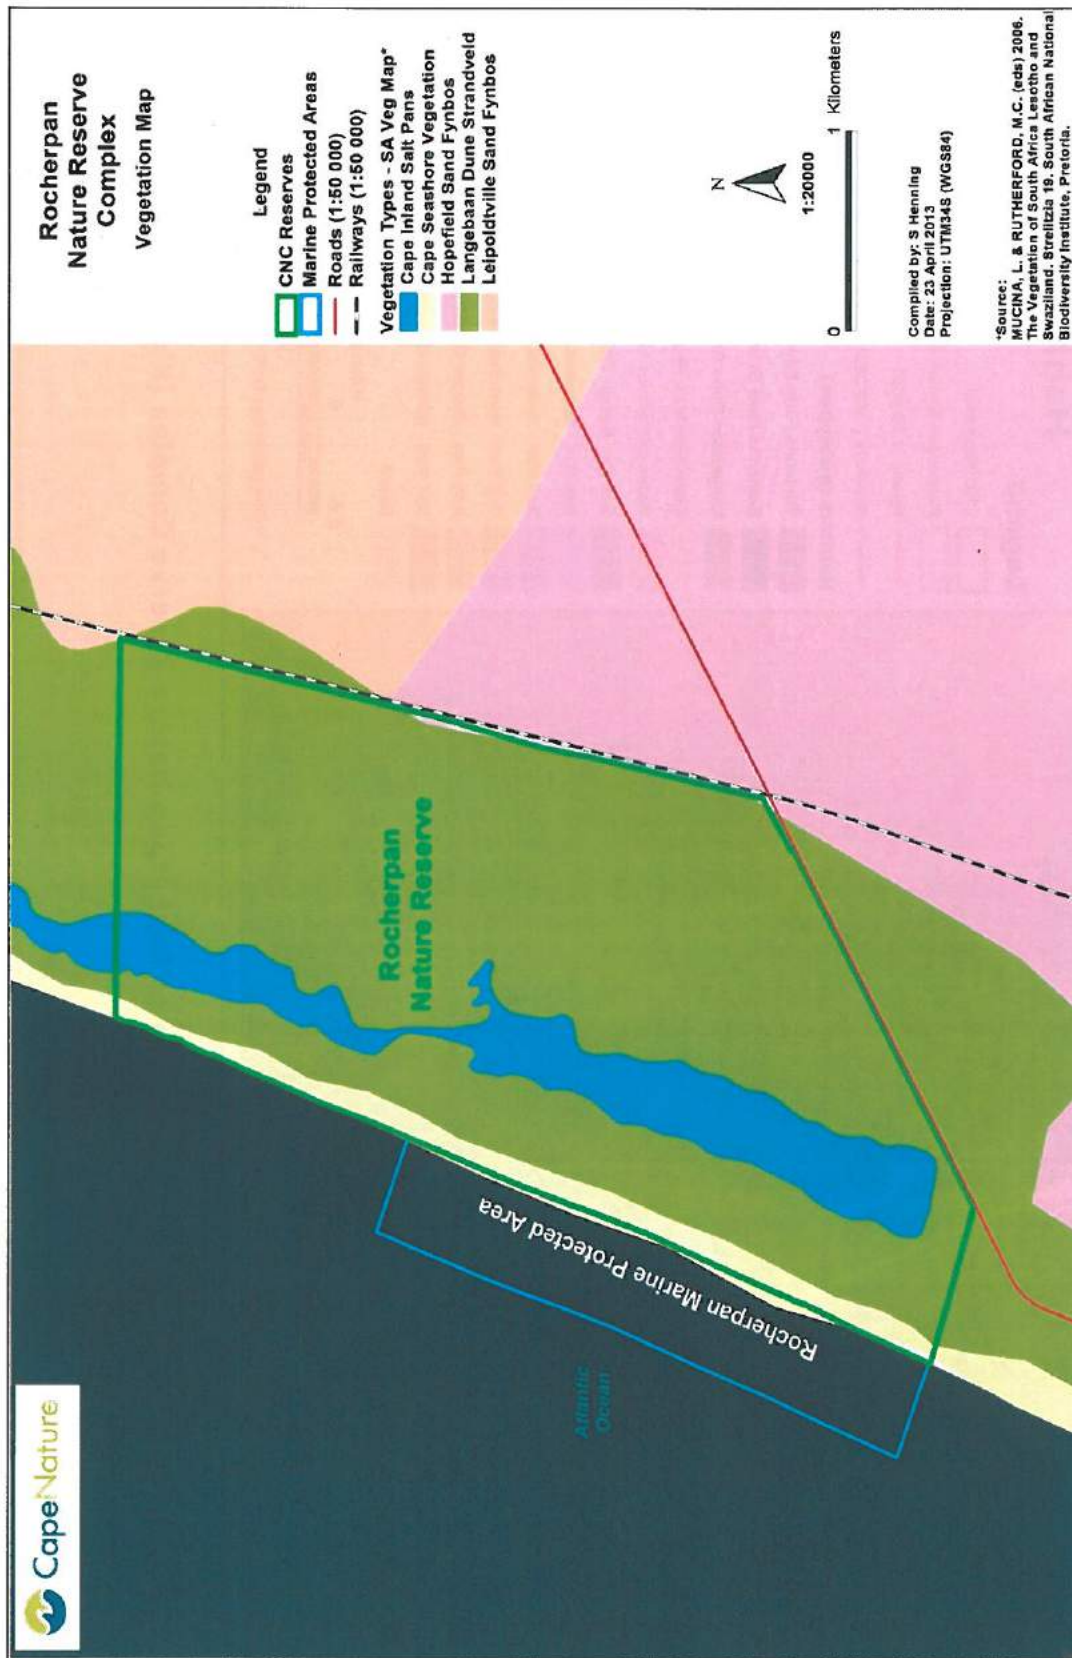 CapeNature
Rocherpan
Nature Reserve
Complex
Vegetation Map
Legend
CNC Reserves
Marine Protected Areas
Roads (1:50 000)
Railways (1:50 000)
Vegetation Types - SA Veg Map*
Cape Inland Salt Pans
Cape Seashore Vegetation
Hopefield Sand Fynbos
Langebaan Dune Strandveld
Leipoldtville Sand Fynbos
N
1:20000
0 1 Kilometers
Compiled by: S Henning
Date: 23 April 2013
Projection: UTM34S (WGS84)
*Source:
MUCINA, L. & RUTHERFORD, M.C. (eds) 2006.
The Vegetation of South Africa Lesotho and
Swaziland. Strelitzia 19. South African National
Biodiversity Institute, Pretoria.
Rocherpan
Nature Reserve
Rocherpan Marine Protected Area
Atlantic
Ocean